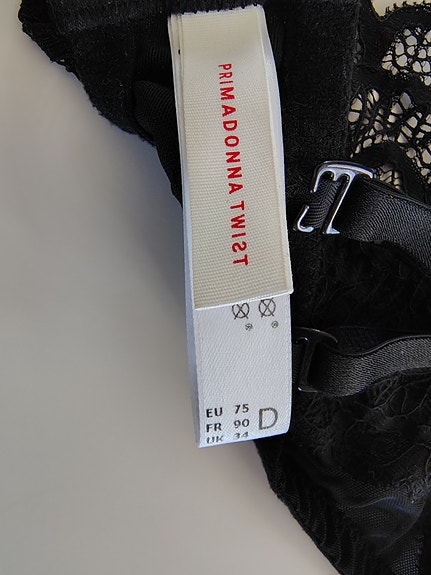 PRIMADONNA TWIST
EU 75
FR 90 D
UK 34